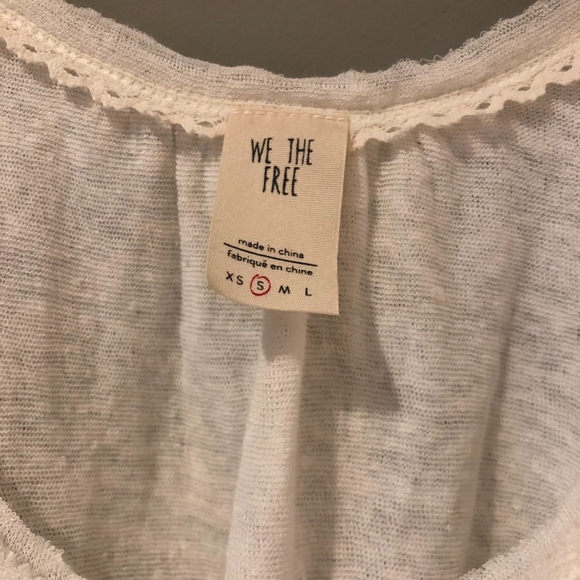 WE THE
FREE
made in china
fabriqué en chine
XS S M L